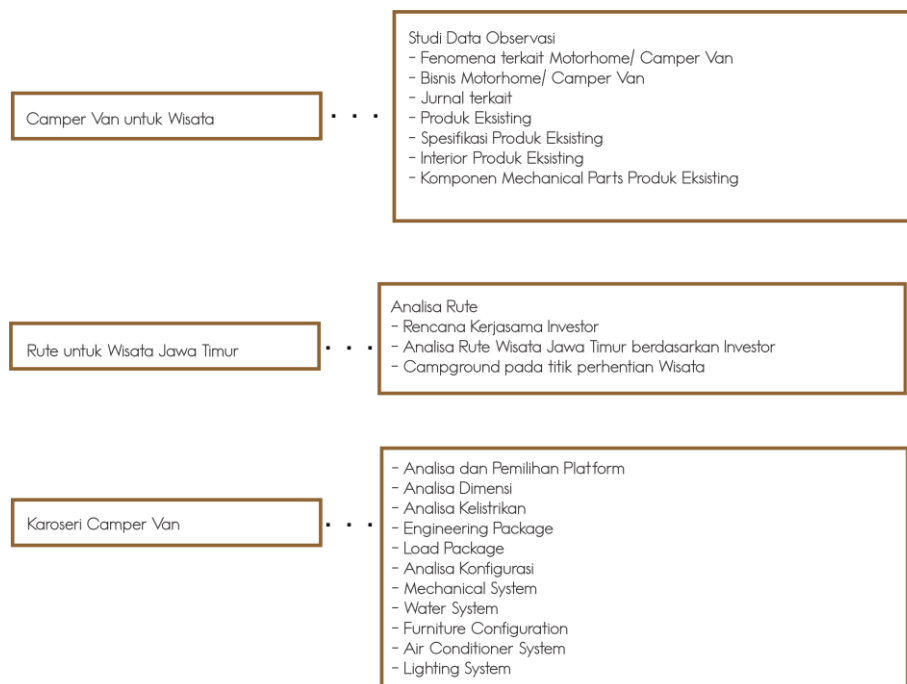 Camper Van untuk Wisata
Studi Data Observasi
- Fenomena terkait Motorhome/ Camper Van
- Bisnis Motorhome/ Camper Van
- Jurnal terkait
- Produk Eksisting
- Spesifikasi Produk Eksisting
- Interior Produk Eksisting
- Komponen Mechanical Parts Produk Eksisting
Rute untuk Wisata Jawa Timur
Analisa Rute
- Rencana Kerjasama Investor
- Analisa Rute Wisata Jawa Timur berdasarkan Investor
- Campground pada titik perhentian Wisata
Karoseri Camper Van
- Analisa dan Pemilihan Platform
- Analisa Dimensi
- Analisa Kelistrikan
- Engineering Package
- Load Package
- Analisa Konfigurasi
- Mechanical System
- Water System
- Furniture Configuration
- Air Conditioner System
- Lighting System